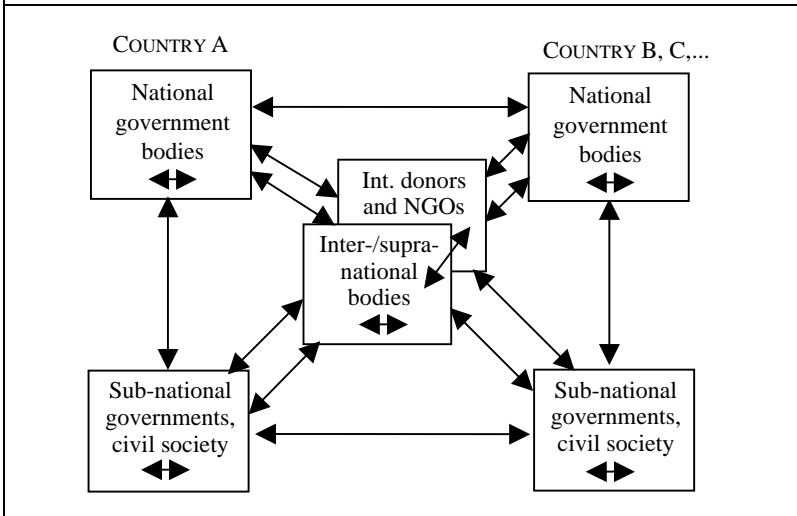 COUNTRY A
COUNTRY B, C,...
National
government
bodies
National
government
bodies
Int. donors
and NGOs
Inter-/supra-
national
bodies
Sub-national
governments,
civil society
Sub-national
governments,
civil society